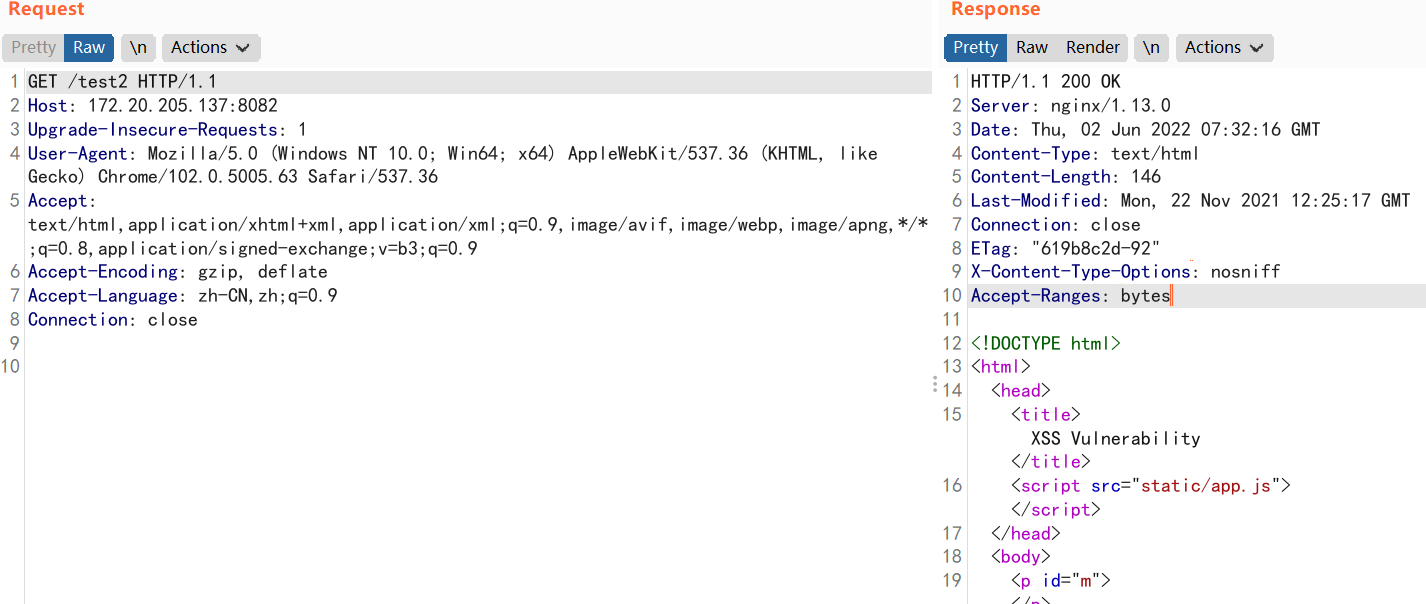 Request
Pretty Raw \n Actions
1 GET /test2 HTTP/1.1
2 Host: 172.20.205.137:8082
3 Upgrade-Insecure-Requests: 1
4 User-Agent: Mozilla/5.0 (Windows NT 10.0; Win64; x64) AppleWebKit/537.36 (KHTML, like
Gecko) Chrome/102.0.5005.63 Safari/537.36
5 Accept:
text/html,application/xhtml+xml,application/xml;q=0.9,image/avif,image/webp,image/apng,*/*
;q=0.8,application/signed-exchange;v=b3;q=0.9
6 Accept-Encoding: gzip, deflate
7 Accept-Language: zh-CN,zh;q=0.9
8 Connection: close
9
10
Response
Pretty Raw Render \n Actions
1 HTTP/1.1 200 OK
2 Server: nginx/1.13.0
3 Date: Thu, 02 Jun 2022 07:32:16 GMT
4 Content-Type: text/html
5 Content-Length: 146
6 Last-Modified: Mon, 22 Nov 2021 12:25:17 GMT
7 Connection: close
8 ETag: "619b8c2d-92"
9 X-Content-Type-Options: nosniff
10 Accept-Ranges: bytes
11
12 <!DOCTYPE html>
13 <html>
14 <head>
15 <title>
XSS Vulnerability
</title>
16 <script src="static/app.js">
</script>
17 </head>
18 <body>
19 <p id="m">
</p>